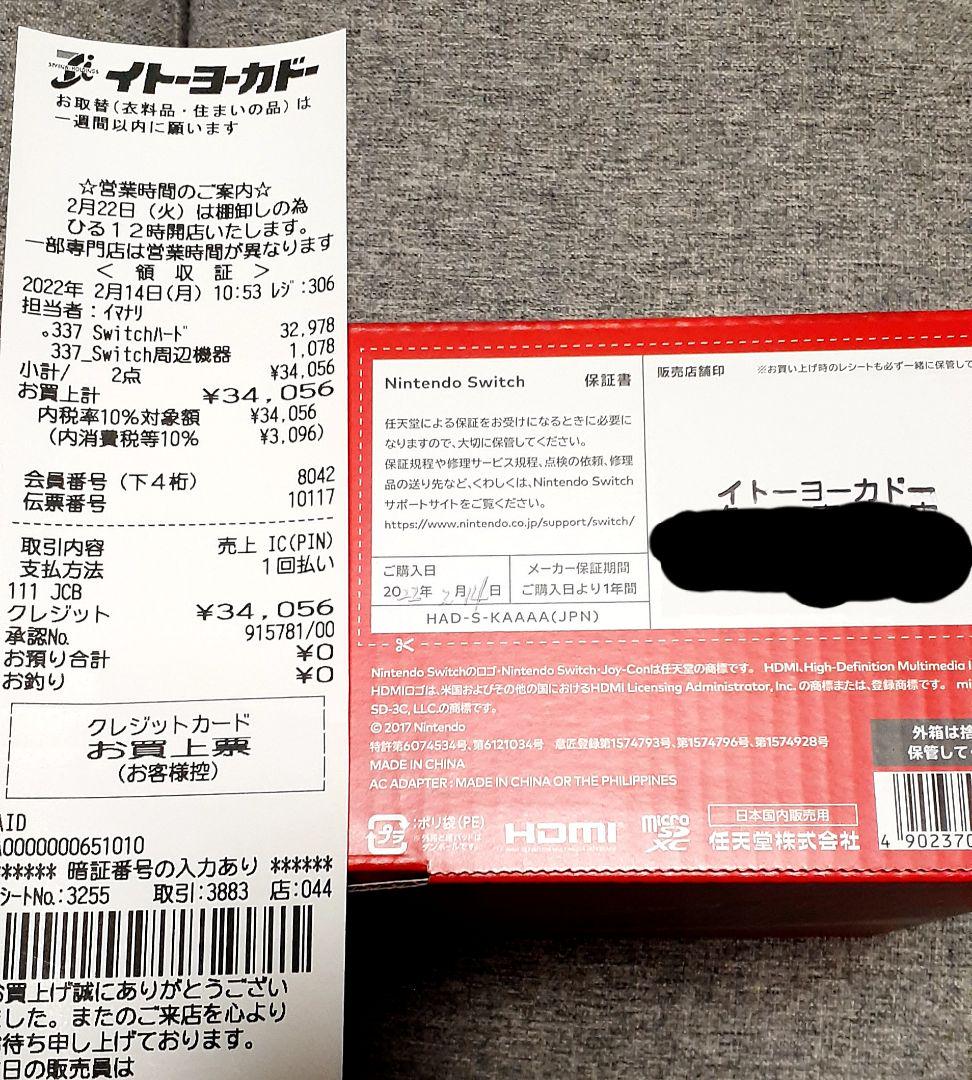 イトーヨーカドー
お取替(衣料品・住まいの品)は
一週間以内に願います
☆営業時間のご案内☆
2月22日(火)は棚卸しの為
ひる12時開店いたします。
一部専門店は営業時間が異なります
< 領 収 証 >
2022年 2月14日(月) 10:53 レジ:306
担当者:イマナリ
。337 Switchハード 32,978
337_Switch周辺機器 1,078
小計/ 2点 ¥34,056
お買上計 ¥34,056
内税率10%対象額 ¥34,056
(内消費税等10% ¥3,096)
会員番号(下4桁) 8042
伝票番号 10117
取引内容 売上 IC(PIN)
支払方法 1回払い
111 JCB
クレジット ¥34,056
承認No. 915781/00
お預り合計 ¥0
お釣り ¥0
クレジットカード
お買上票
(お客様控)
AID
A0000000651010
****** 暗証番号の入力あり ******
シートNo.:3255 取引:3883 店:044
お買上げ誠にありがとうござい
ました。またのご来店を心より
お待ち申し上げております。
日の販売員は
Nintendo Switch 保証書
任天堂による保証をお受けになるときに必要に
なりますので、大切に保管してください。
保証規程や修理サービス規程、点検の依頼、修理
品の送り先など、くわしくは、Nintendo Switch
サポートサイトをご覧ください。
https://www.nintendo.co.jp/support/switch/
ご購入日
2022年 2月14日
メーカー保証期間
ご購入日より1年間
HAD-S-KAAAA(JPN)
販売店舗印 ※お買い上げ時のレシートも必ず一緒に保管して
イトーヨーカドー
Nintendo Switchのロゴ・Nintendo Switch・Joy-Conは任天堂の商標です。 HDMI、High-Definition Multimedia I
HDMIロゴは、米国およびその他の国におけるHDMI Licensing Administrator, Inc. の商標または、登録商標です。 mi
SD-3C, LLC.の商標です。
© 2017 Nintendo
特許第6074534号、第6121034号 意匠登録第1574793号、第1574796号、第1574928号
MADE IN CHINA
AC ADAPTER : MADE IN CHINA OR THE PHILIPPINES
外箱は捨
保管して
プラ
:ポリ袋(PE)
HDMI
micro
SD
XC
日本国内販売用
任天堂株式会社
4 902370